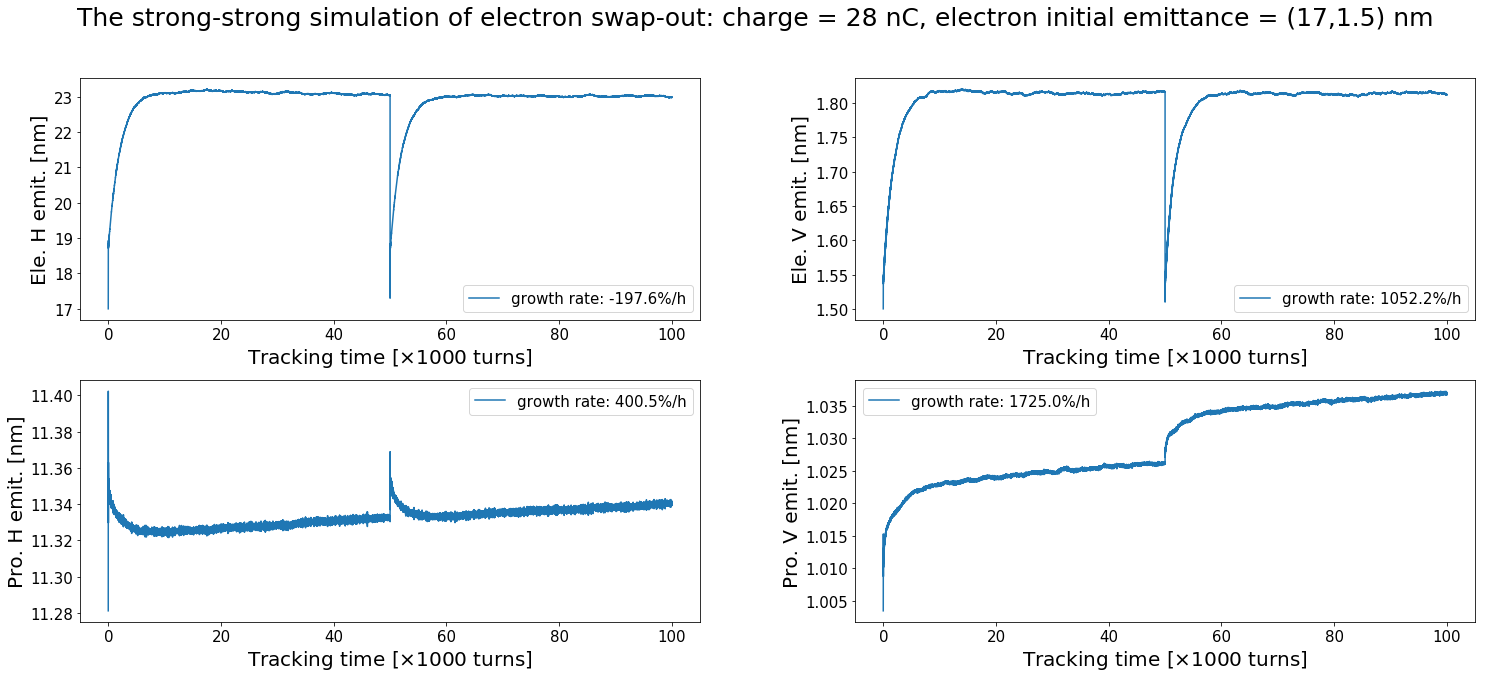 The strong-strong simulation of electron swap-out: charge = 28 nC, electron initial emittance = (17,1.5) nm
Ele. H emit. [nm]
23
22
21
20
19
18
17
growth rate: -197.6%/h
0 20 40 60 80 100
Tracking time [×1000 turns]
Ele. V emit. [nm]
1.80
1.75
1.70
1.65
1.60
1.55
1.50
growth rate: 1052.2%/h
0 20 40 60 80 100
Tracking time [×1000 turns]
Pro. H emit. [nm]
11.40
11.38
11.36
11.34
11.32
11.30
11.28
growth rate: 400.5%/h
0 20 40 60 80 100
Tracking time [×1000 turns]
Pro. V emit. [nm]
1.035
1.030
1.025
1.020
1.015
1.010
1.005
growth rate: 1725.0%/h
0 20 40 60 80 100
Tracking time [×1000 turns]